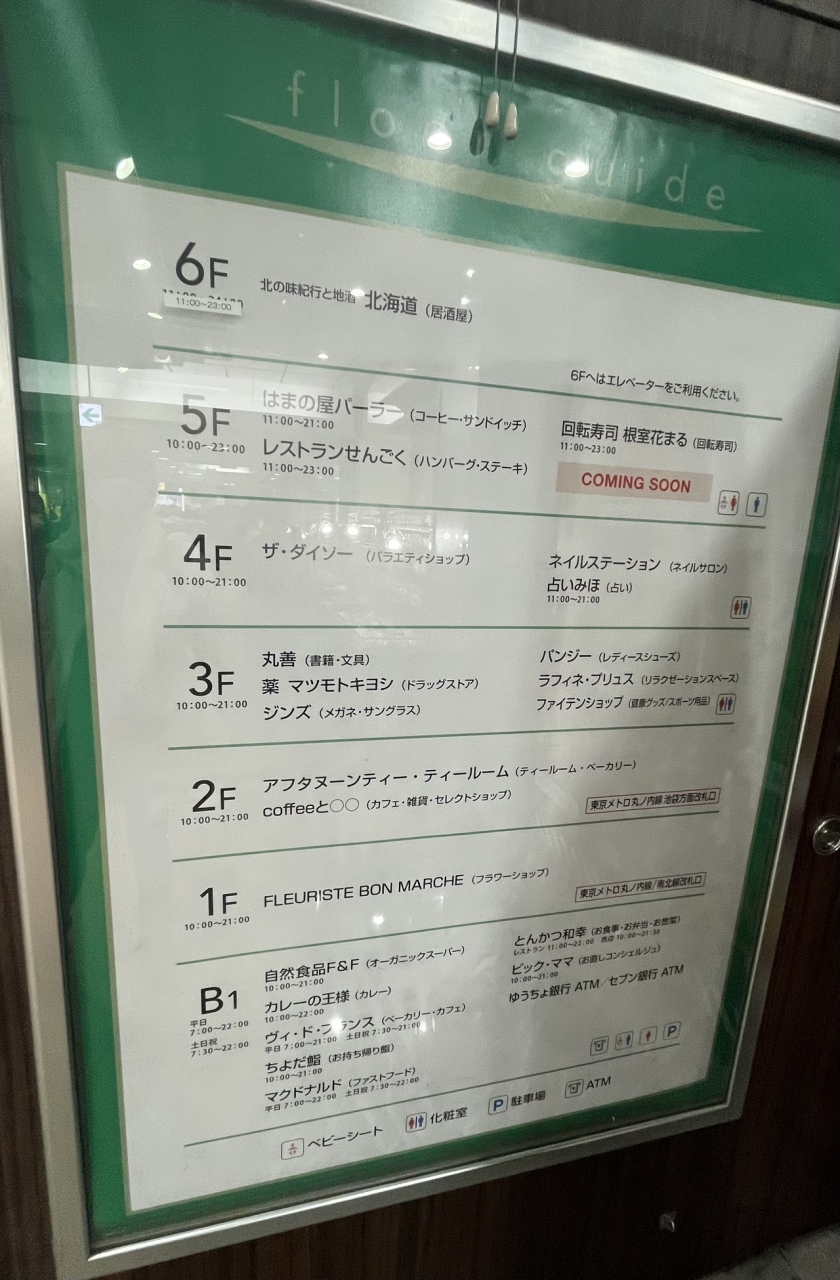 floor guide
6F
11:00〜23:00
北の味紀行と地酒 北海道（居酒屋）
6Fへはエレベーターをご利用ください。
5F
10:00〜23:00
はまの屋パーラー（コーヒー・サンドイッチ）
11:00〜21:00
レストランせんごく（ハンバーグ・ステーキ）
11:00〜23:00
回転寿司 根室花まる（回転寿司）
11:00〜23:00
COMING SOON
4F
10:00〜21:00
ザ・ダイソー（バラエティショップ）
ネイルステーション（ネイルサロン）
占いみほ（占い）
11:00〜21:00
3F
10:00〜21:00
丸善（書籍・文具）
薬 マツモトキヨシ（ドラッグストア）
ジンズ（メガネ・サングラス）
パンジー（レディースシューズ）
ラフィネ・プリュス（リラクゼーションスペース）
ファイテンショップ（健康グッズ/スポーツ用品）
2F
10:00〜21:00
アフタヌーンティー・ティールーム（ティールーム・ベーカリー）
coffeeと○○（カフェ・雑貨・セレクトショップ）
東京メトロ丸ノ内線 池袋方面改札口
1F
10:00〜21:00
FLEURISTE BON MARCHE（フラワーショップ）
東京メトロ丸ノ内線/南北線改札口
B1
平日
7:00〜22:00
土日祝
7:30〜22:00
自然食品F&F（オーガニックスーパー）
10:00〜21:00
カレーの王様（カレー）
10:00〜22:00
ヴィ・ド・フランス（ベーカリー・カフェ）
平日 7:00〜21:00 土日祝 7:30〜21:00
ちよだ鮨（お持ち帰り鮨）
10:00〜21:00
マクドナルド（ファストフード）
平日 7:00〜22:00 土日祝 7:30〜22:00
とんかつ和幸（お食事・お弁当・お惣菜）
レストラン 11:00〜22:00 売店 10:00〜21:30
ビック・ママ（お直しコンシェルジュ）
10:00〜21:00
ゆうちょ銀行 ATM／セブン銀行 ATM
P
ベビーシート 化粧室 P 駐車場 ATM